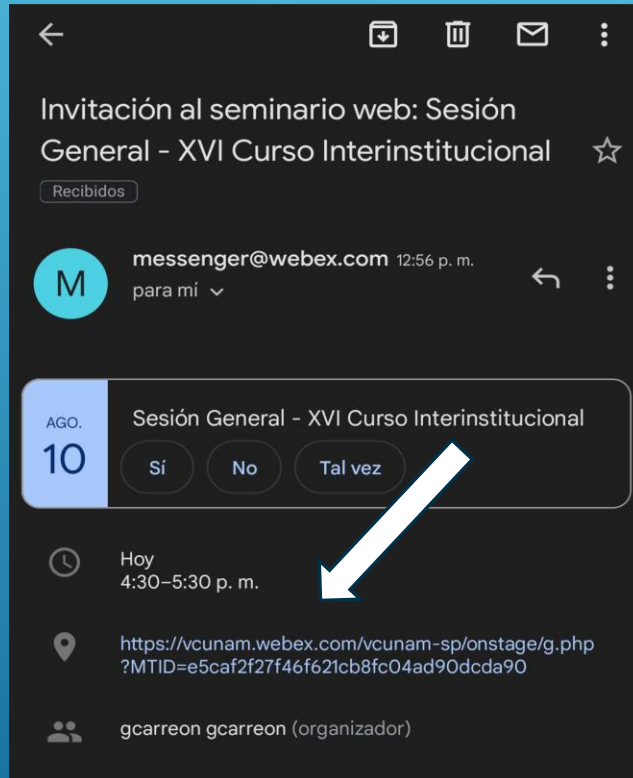 Invitación al seminario web: Sesión
General - XVI Curso Interinstitucional
Recibidos
M
messenger@webex.com 12:56 p. m.
para mí
AGO.
10
Sesión General - XVI Curso Interinstitucional
Sí No Tal vez
Hoy
4:30–5:30 p. m.
https://vcunam.webex.com/vcunam-sp/onstage/g.php
?MTID=e5caf2f27f46f621cb8fc04ad90dcda90
gcarreon gcarreon (organizador)